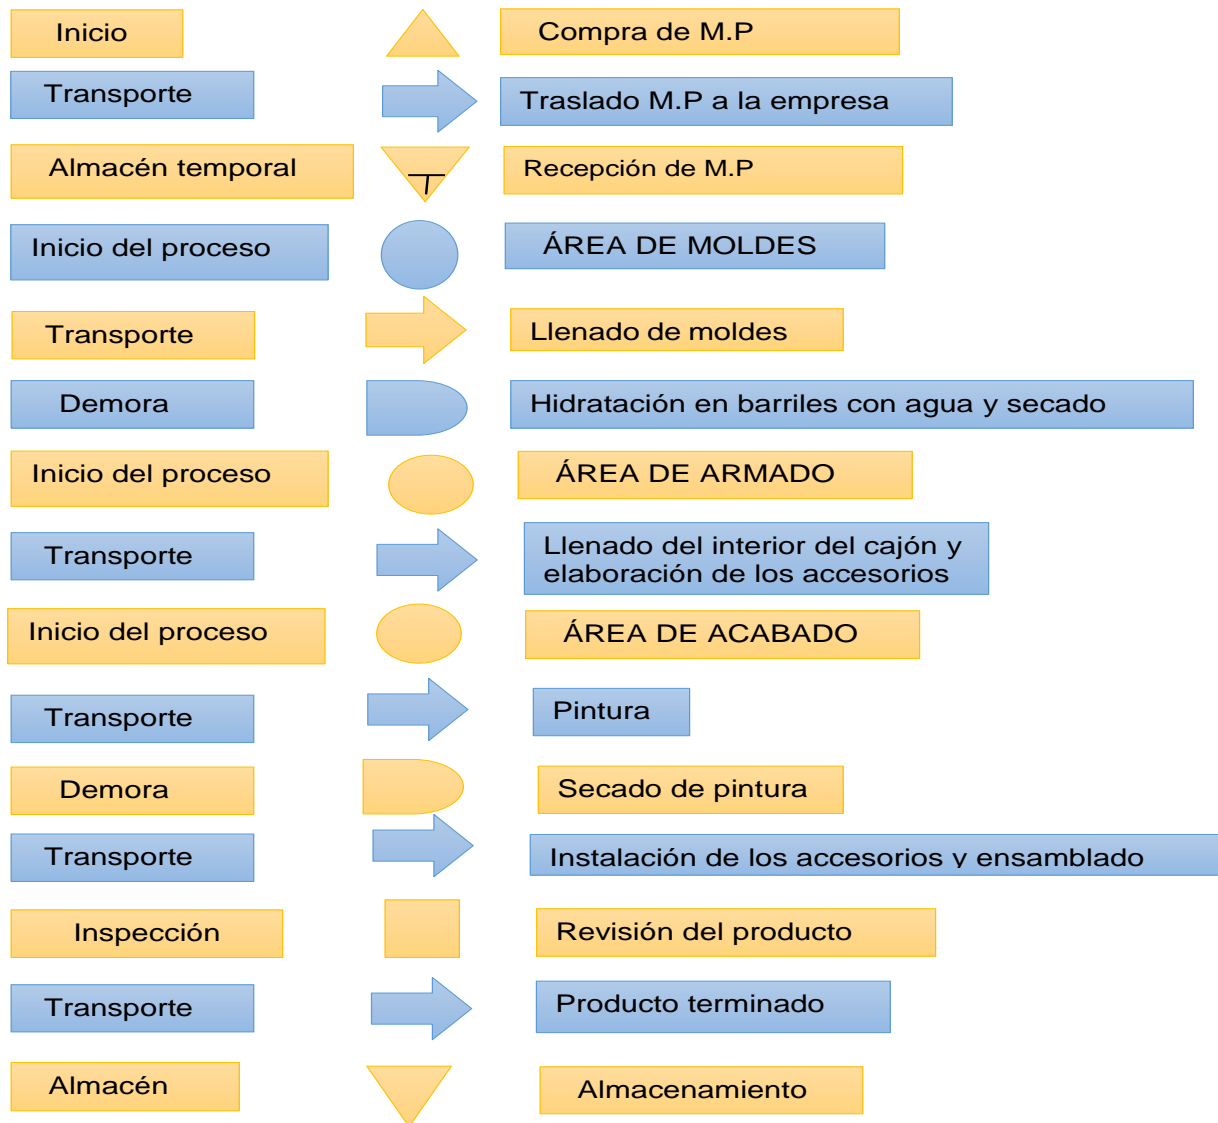 Inicio
Compra de M.P
Transporte
Traslado M.P a la empresa
Almacén temporal
T
Recepción de M.P
Inicio del proceso
ÁREA DE MOLDES
Transporte
Llenado de moldes
Demora
Hidratación en barriles con agua y secado
Inicio del proceso
ÁREA DE ARMADO
Transporte
Llenado del interior del cajón y
elaboración de los accesorios
Inicio del proceso
ÁREA DE ACABADO
Transporte
Pintura
Demora
Secado de pintura
Transporte
Instalación de los accesorios y ensamblado
Inspección
Revisión del producto
Transporte
Producto terminado
Almacén
Almacenamiento